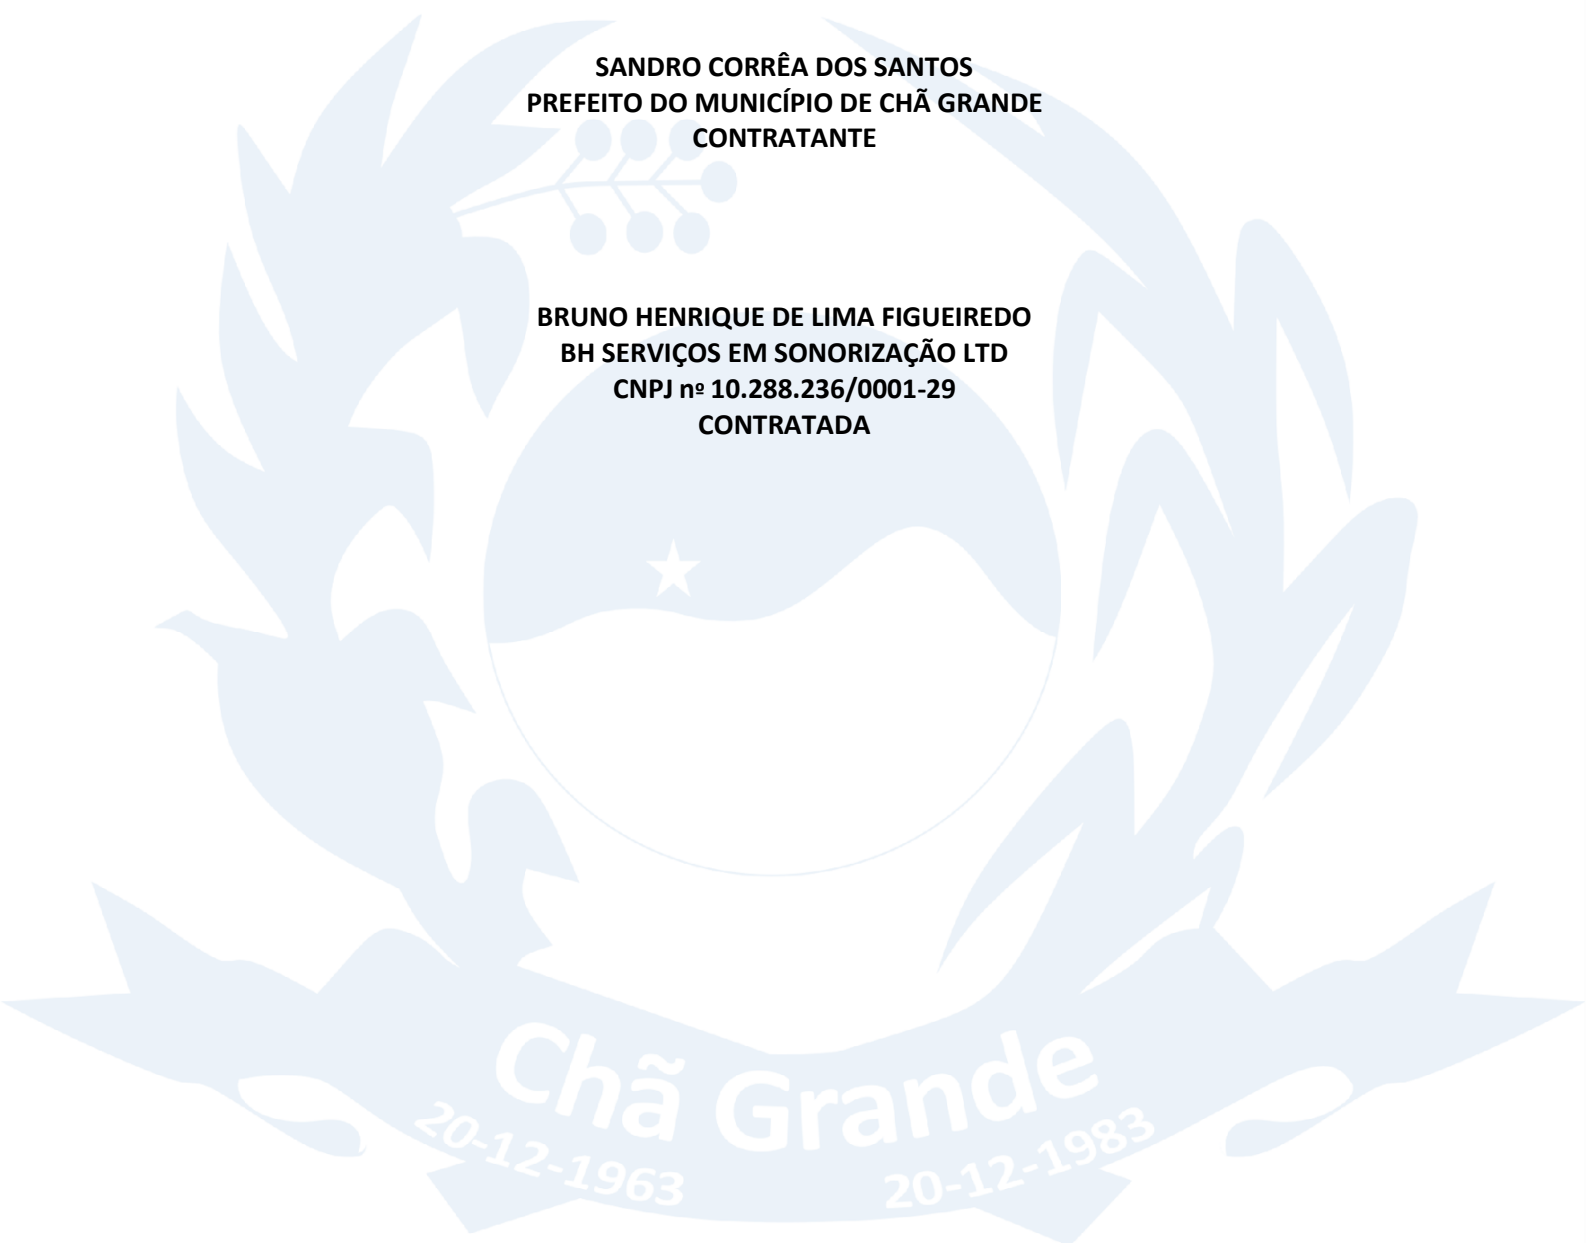 SANDRO CORRÊA DOS SANTOS
PREFEITO DO MUNICÍPIO DE CHÃ GRANDE
CONTRATANTE
BRUNO HENRIQUE DE LIMA FIGUEIREDO
BH SERVIÇOS EM SONORIZAÇÃO LTD
CNPJ nº 10.288.236/0001-29
CONTRATADA
Chã Grande
20-12-1963
20-12-1983